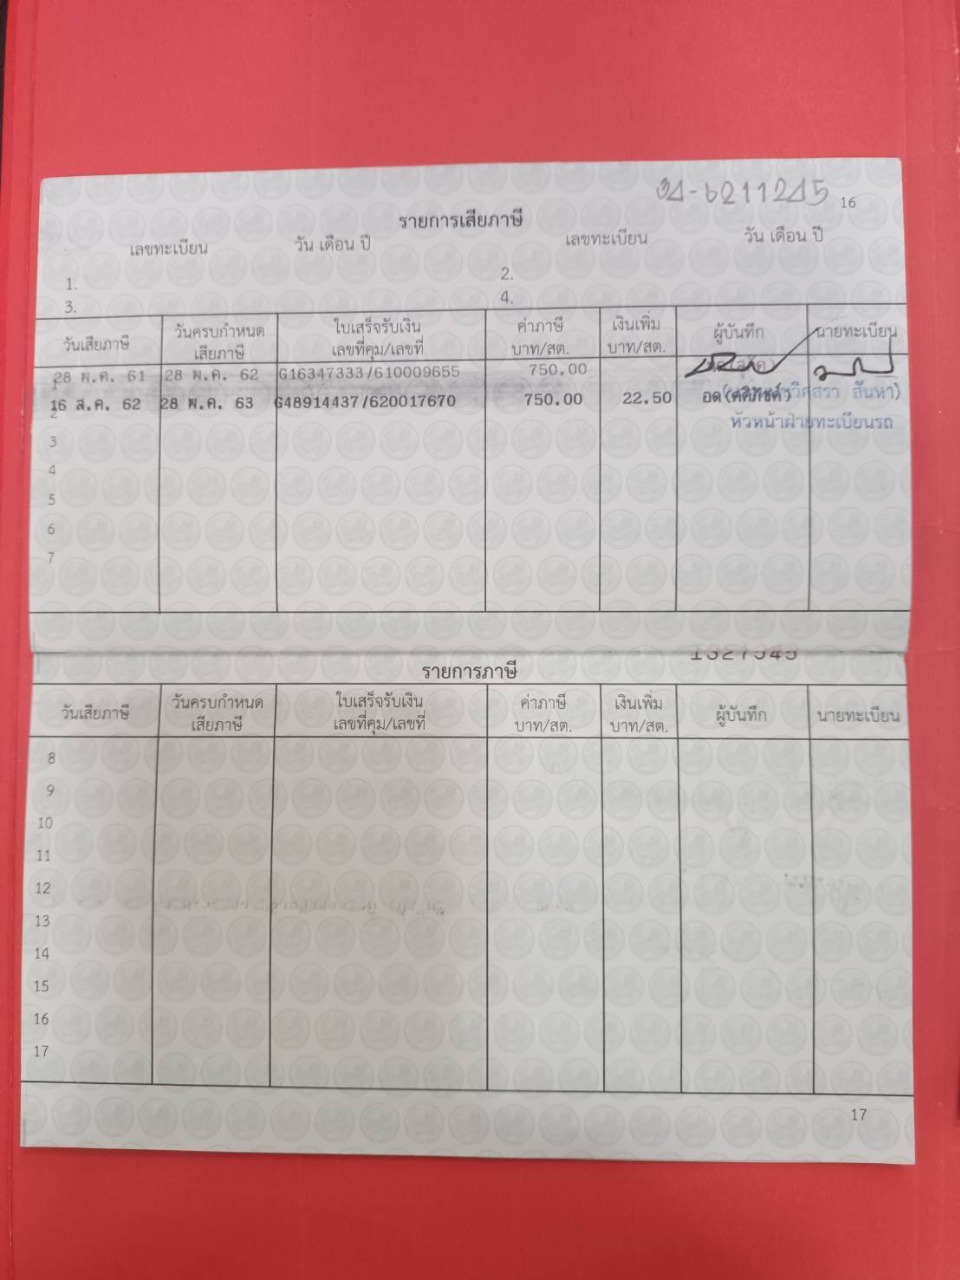 04-6211245 16
รายการเสียภาษี
เลขทะเบียน วัน เดือน ปี เลขทะเบียน วัน เดือน ปี
1. 2.
3. 4.
วันเสียภาษี วันครบกำหนดเสียภาษี ใบเสร็จรับเงิน เลขที่คุม/เลขที่ ค่าภาษี บาท/สต. เงินเพิ่ม บาท/สต. ผู้บันทึก นายทะเบียน
28 พ.ค. 61 28 พ.ค. 62 G16347333/610009655 750.00
16 ส.ค. 62 28 พ.ค. 63 G48914437/620017670 750.00 22.50 สันหา)
2
หัวหน้าฝ่ายทะเบียนรถ
3
4
5
6
7
1327545
รายการภาษี
วันเสียภาษี วันครบกำหนดเสียภาษี ใบเสร็จรับเงิน เลขที่คุม/เลขที่ ค่าภาษี บาท/สต. เงินเพิ่ม บาท/สต. ผู้บันทึก นายทะเบียน
8
9
10
11
12
13
14
15
16
17
17